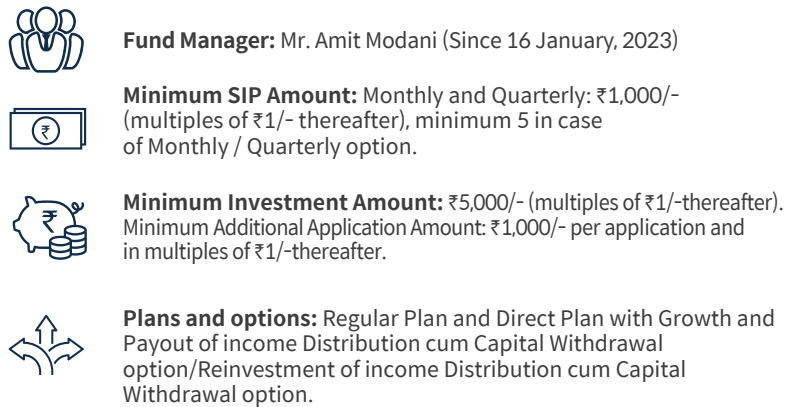 Fund Manager: Mr. Amit Modani (Since 16 January, 2023)
Minimum SIP Amount: Monthly and Quarterly: ₹1,000/-
(multiples of ₹1/- thereafter), minimum 5 in case
of Monthly / Quarterly option.
₹
Minimum Investment Amount: ₹5,000/- (multiples of ₹1/-thereafter).
Minimum Additional Application Amount: ₹1,000/- per application and
in multiples of ₹1/-thereafter.
₹
Plans and options: Regular Plan and Direct Plan with Growth and
Payout of income Distribution cum Capital Withdrawal
option/Reinvestment of income Distribution cum Capital
Withdrawal option.